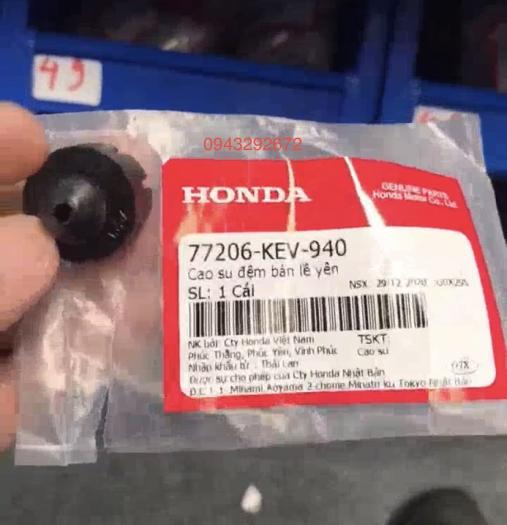 49
0943292672
HONDA
GENUINE PARTS
Honda Motor Co., Ltd.
77206-KEV-940
Cao su đệm bản lề yên
SL: 1 Cái
NSX 29/12/2020
NK bởi: Cty Honda Việt Nam
Phúc Thắng, Phúc Yên, Vĩnh Phúc
Nhập khẩu từ : Thái Lan
Được sự cho phép của Cty Honda Nhật Bản
Đ.C 1-1 Minami Aoyama 2-chome Minato ku Tokyo Nhật Bản
TSKT:
Cao su